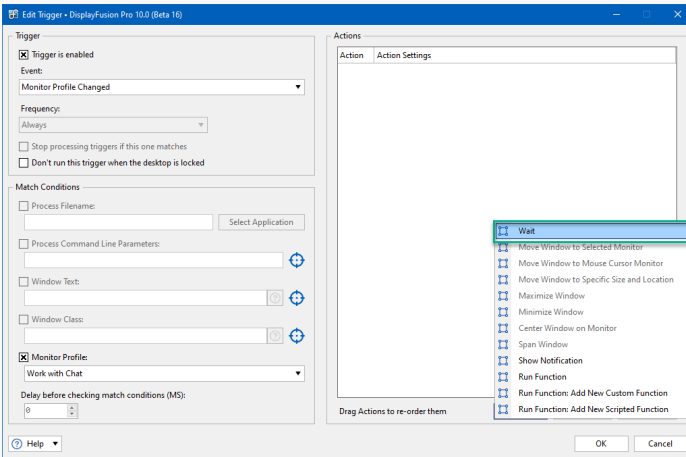 Edit Trigger • DisplayFusion Pro 10.0 (Beta 16)
Trigger
Trigger is enabled
Event:
Monitor Profile Changed
Frequency:
Always
Stop processing triggers if this one matches
Don't run this trigger when the desktop is locked
Match Conditions
Process Filename:
Select Application
Process Command Line Parameters:
Window Text:
Window Class:
Monitor Profile:
Work with Chat
Delay before checking match conditions (MS):
0
Help
Actions
Action Action Settings
Wait
Move Window to Selected Monitor
Move Window to Mouse Cursor Monitor
Move Window to Specific Size and Location
Maximize Window
Minimize Window
Center Window on Monitor
Span Window
Show Notification
Run Function
Run Function: Add New Custom Function
Run Function: Add New Scripted Function
Drag Actions to re-order them
OK Cancel